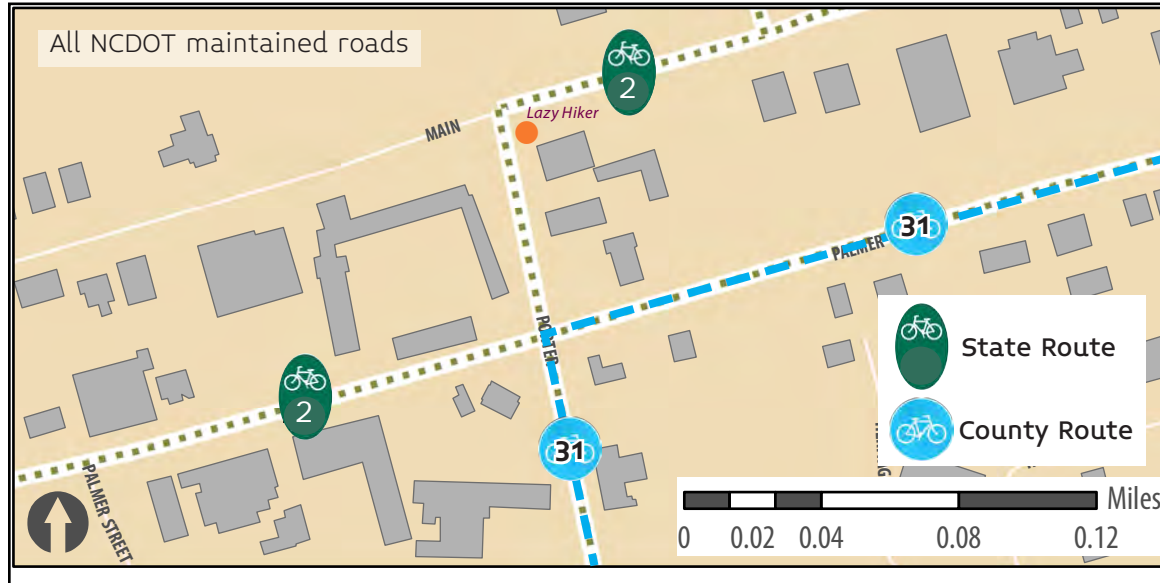 All NCDOT maintained roads
2
Lazy Hiker
MAIN
31
PALMER
PORTER
State Route
2
County Route
31
PALMER STREET
Miles
0 0.02 0.04 0.08 0.12